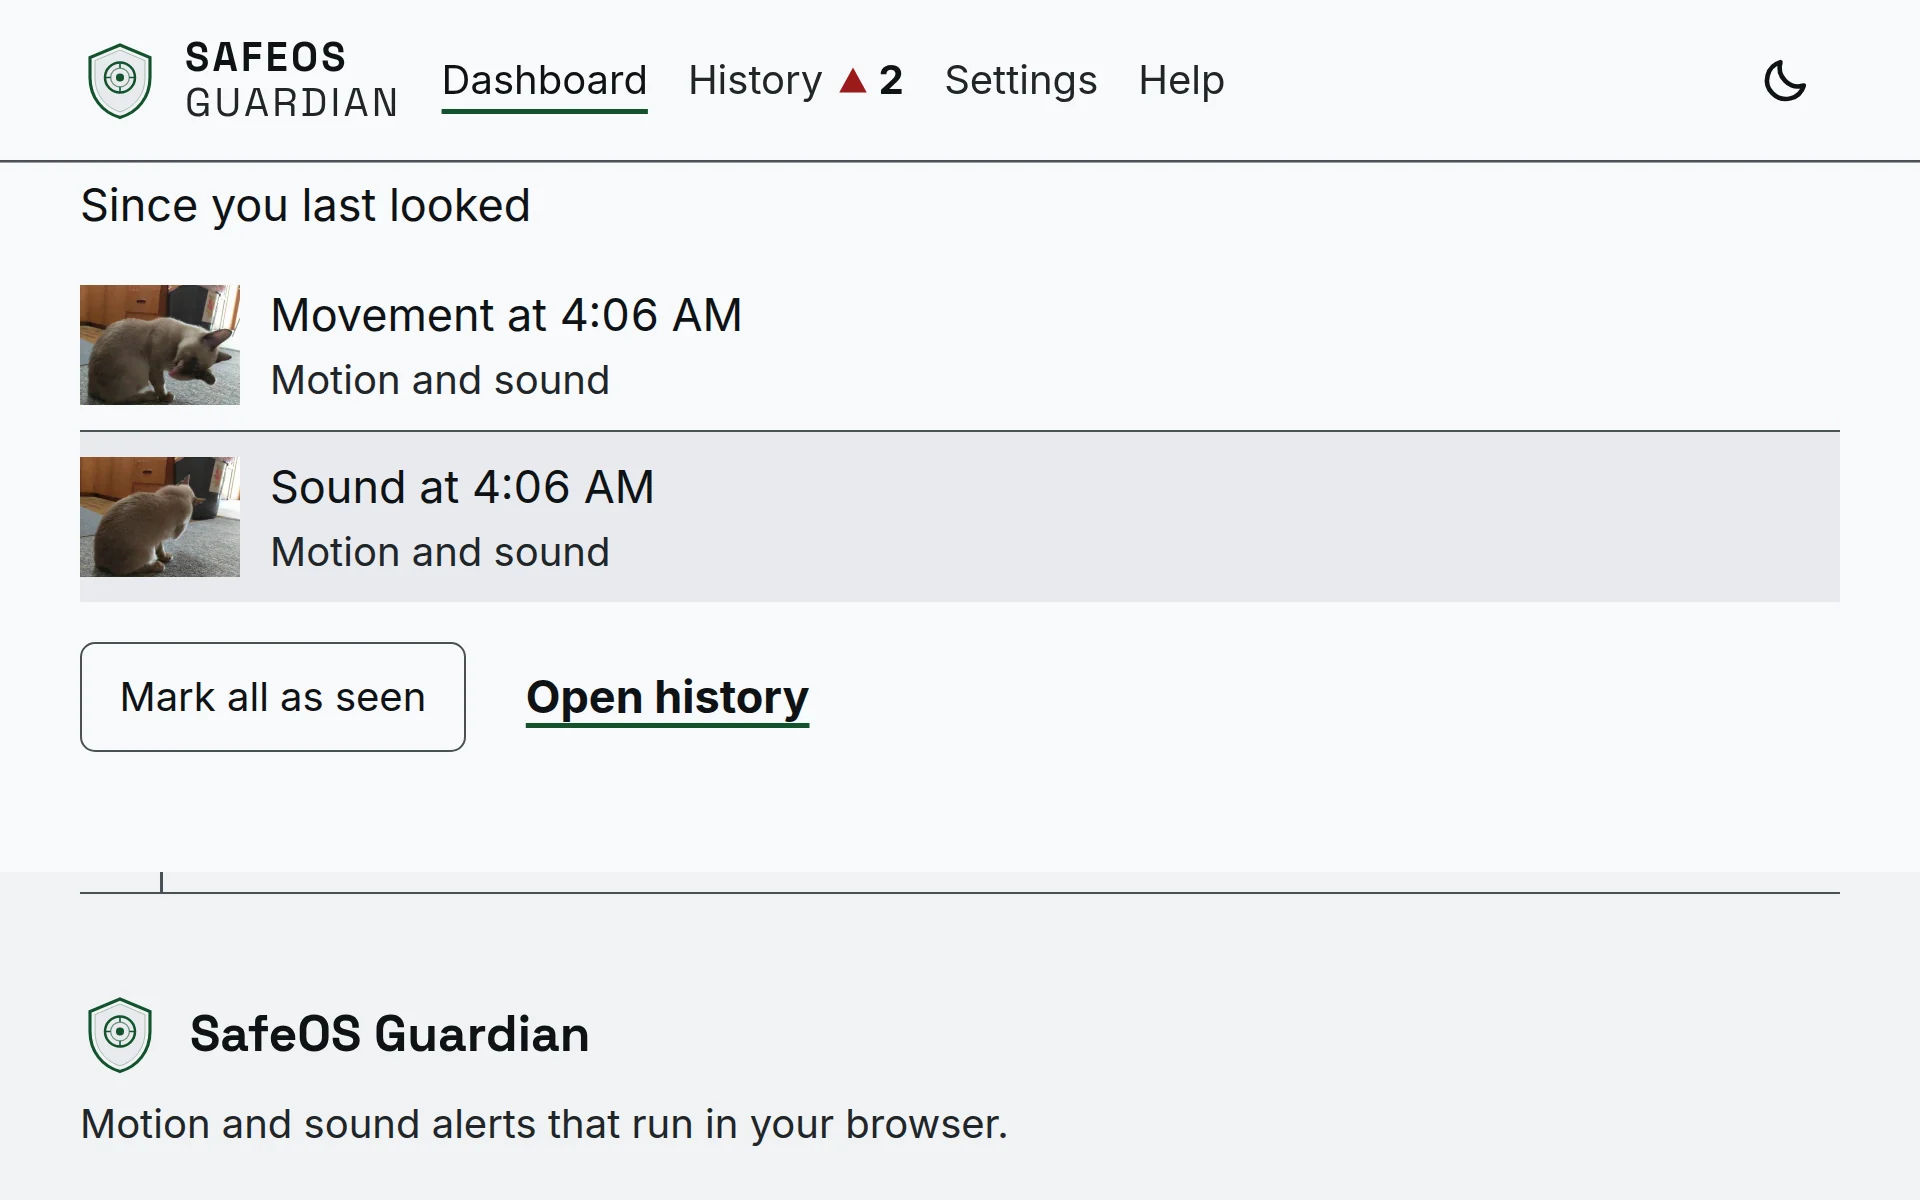 SAFEOS
GUARDIAN
Dashboard
History ▲ 2
Settings
Help
Since you last looked
Movement at 4:06 AM
Motion and sound
Sound at 4:06 AM
Motion and sound
Mark all as seen
Open history
SafeOS Guardian
Motion and sound alerts that run in your browser.